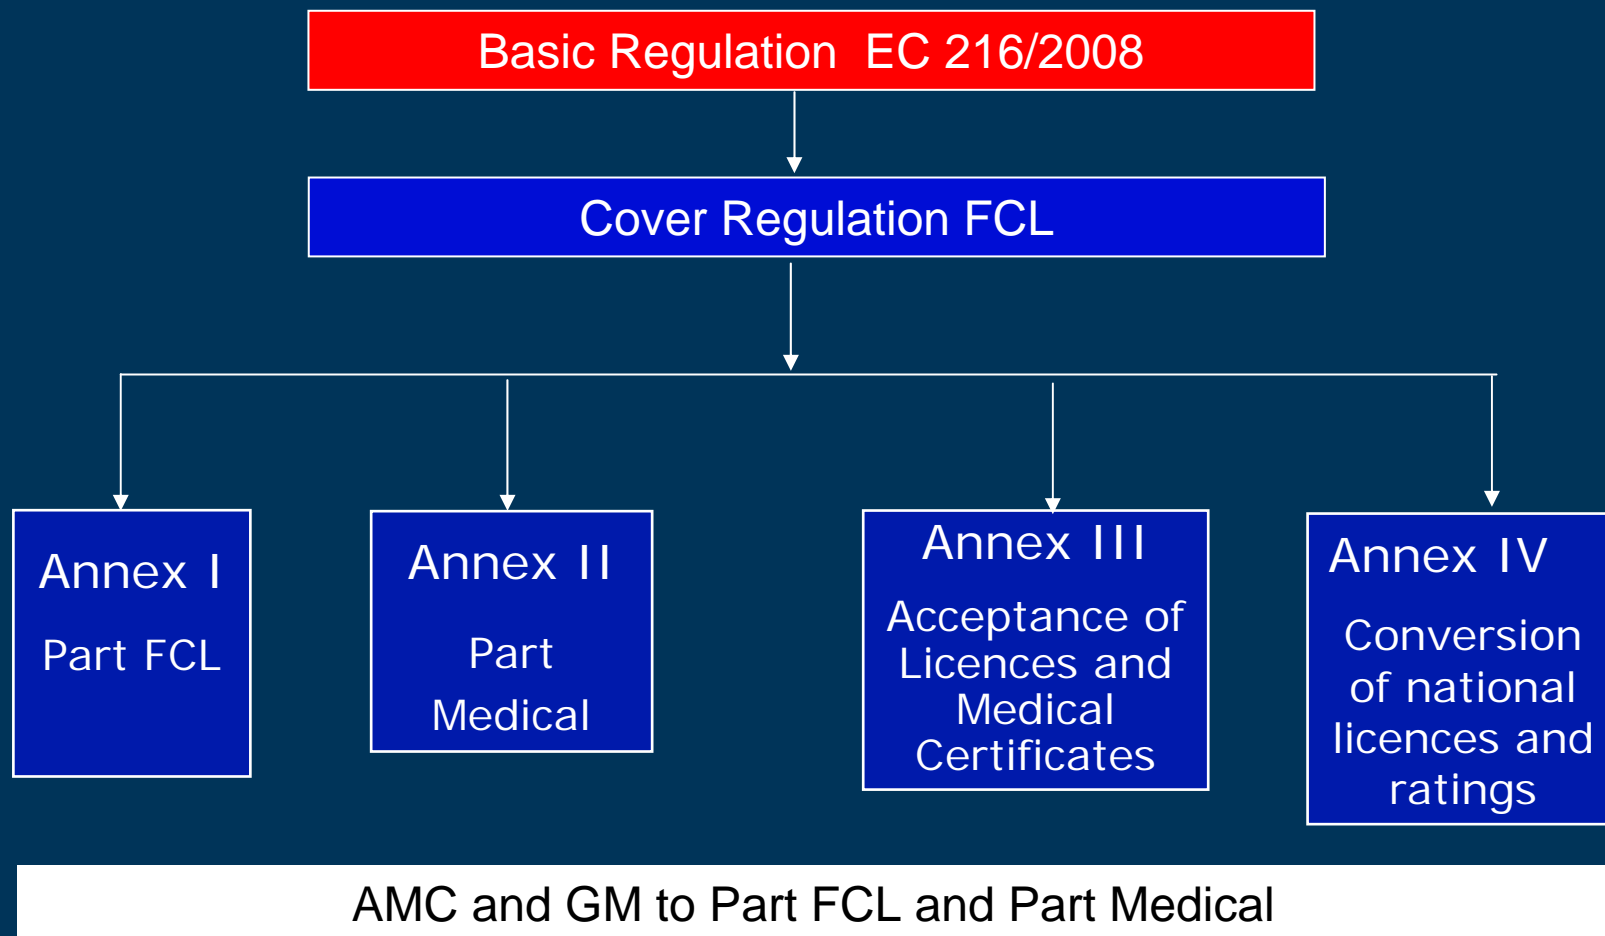 Basic Regulation EC 216/2008
Cover Regulation FCL
Annex I
Part FCL
Annex II
Part
Medical
Annex III
Acceptance of
Licences and
Medical
Certificates
Annex IV
Conversion
of national
licences and
ratings
AMC and GM to Part FCL and Part Medical